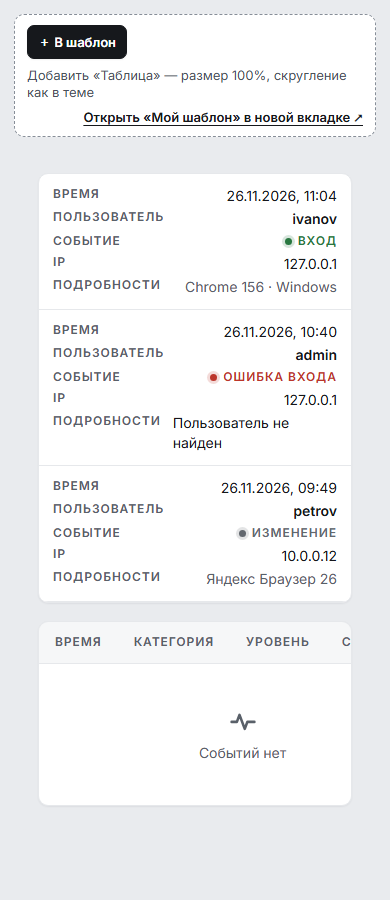 + В шаблон
Добавить «Таблица» — размер 100%, скругление
как в теме
Открыть «Мой шаблон» в новой вкладке ↗
ВРЕМЯ 26.11.2026, 11:04
ПОЛЬЗОВАТЕЛЬ ivanov
СОБЫТИЕ ВХОД
IP 127.0.0.1
ПОДРОБНОСТИ Chrome 156 · Windows
ВРЕМЯ 26.11.2026, 10:40
ПОЛЬЗОВАТЕЛЬ admin
СОБЫТИЕ ОШИБКА ВХОДА
IP 127.0.0.1
ПОДРОБНОСТИ Пользователь не
найден
ВРЕМЯ 26.11.2026, 09:49
ПОЛЬЗОВАТЕЛЬ petrov
СОБЫТИЕ ИЗМЕНЕНИЕ
IP 10.0.0.12
ПОДРОБНОСТИ Яндекс Браузер 26
ВРЕМЯ КАТЕГОРИЯ УРОВЕНЬ
Событий нет